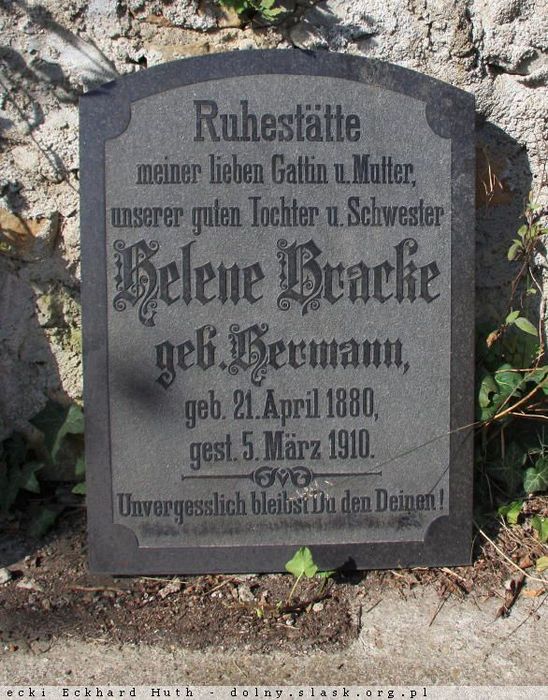 Ruhestätte
meiner lieben Gattin u. Mutter,
unserer guten Tochter u. Schwester
Helene Bracke
geb. Hermann,
geb. 21. April 1880,
gest. 5. März 1910.
Unvergesslich bleibst Du den Deinen!
ecki Eckhard Huth - dolny.slask.org.pl